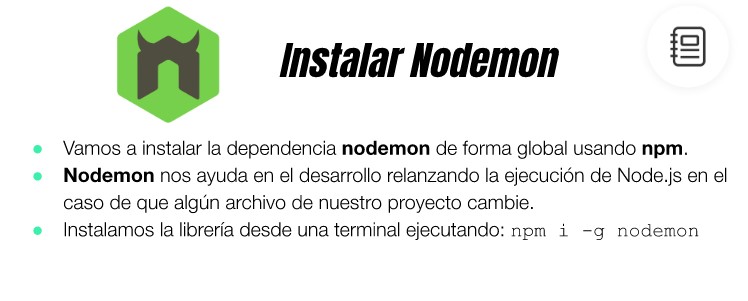 Instalar Nodemon
Vamos a instalar la dependencia nodemon de forma global usando npm.
Nodemon nos ayuda en el desarrollo relanzando la ejecución de Node.js en el
caso de que algún archivo de nuestro proyecto cambie.
Instalamos la librería desde una terminal ejecutando: npm i -g nodemon